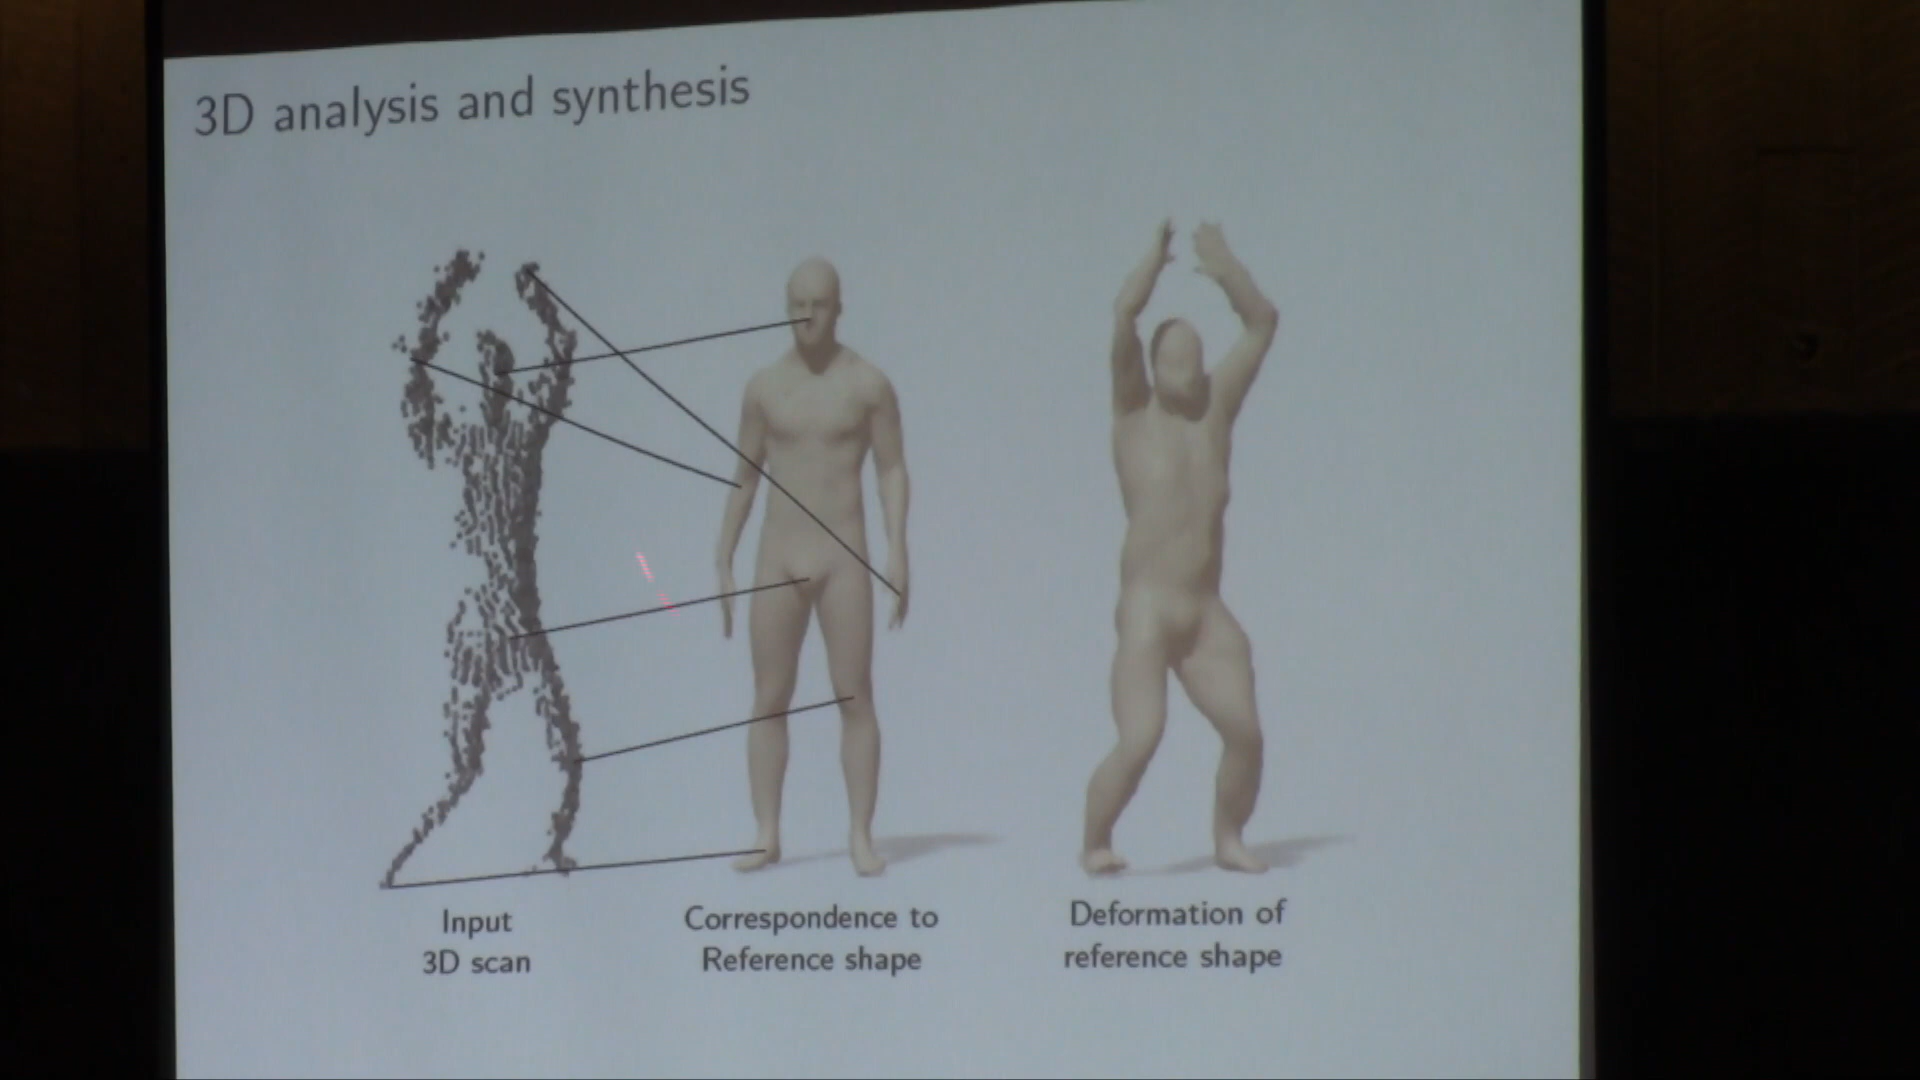 3D analysis and synthesis
Input
3D scan
Correspondence to
Reference shape
Deformation of
reference shape